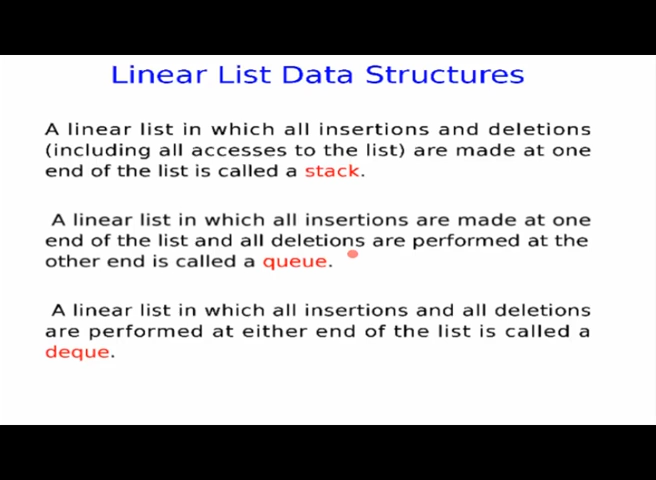 Linear List Data Structures
A linear list in which all insertions and deletions
(including all accesses to the list) are made at one
end of the list is called a stack.
A linear list in which all insertions are made at one
end of the list and all deletions are performed at the
other end is called a queue.
A linear list in which all insertions and all deletions
are performed at either end of the list is called a
deque.